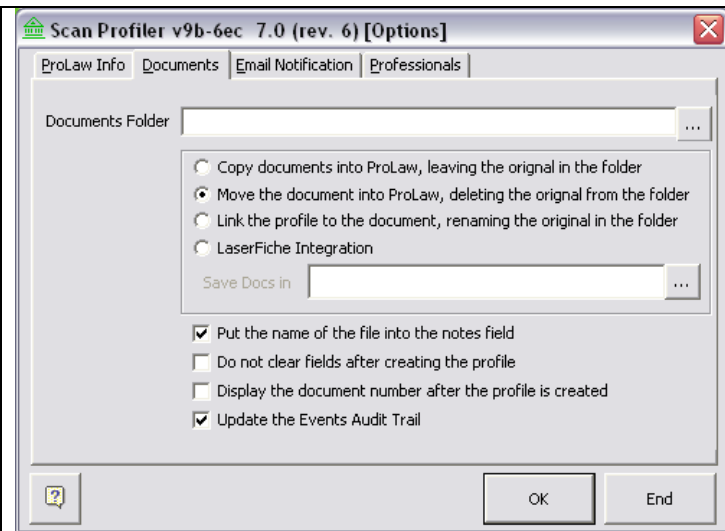 Scan Profiler v9b-6ec 7.0 (rev. 6) [Options]
ProLaw Info Documents Email Notification Professionals
Documents Folder ...
Copy documents into ProLaw, leaving the orignal in the folder
Move the document into ProLaw, deleting the orignal from the folder
Link the profile to the document, renaming the original in the folder
LaserFiche Integration
Save Docs in ...
Put the name of the file into the notes field
Do not clear fields after creating the profile
Display the document number after the profile is created
Update the Events Audit Trail
? OK End